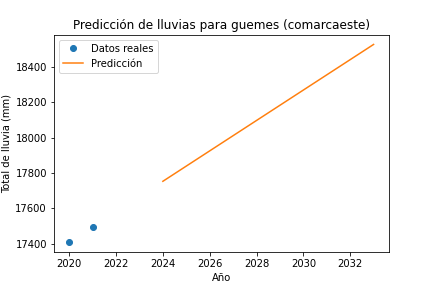 Predicción de lluvias para guemes (comarcaeste)
Datos reales
Predicción
Total de lluvia (mm)
18400
18200
18000
17800
17600
17400
2020
2022
2024
2026
2028
2030
2032
Año